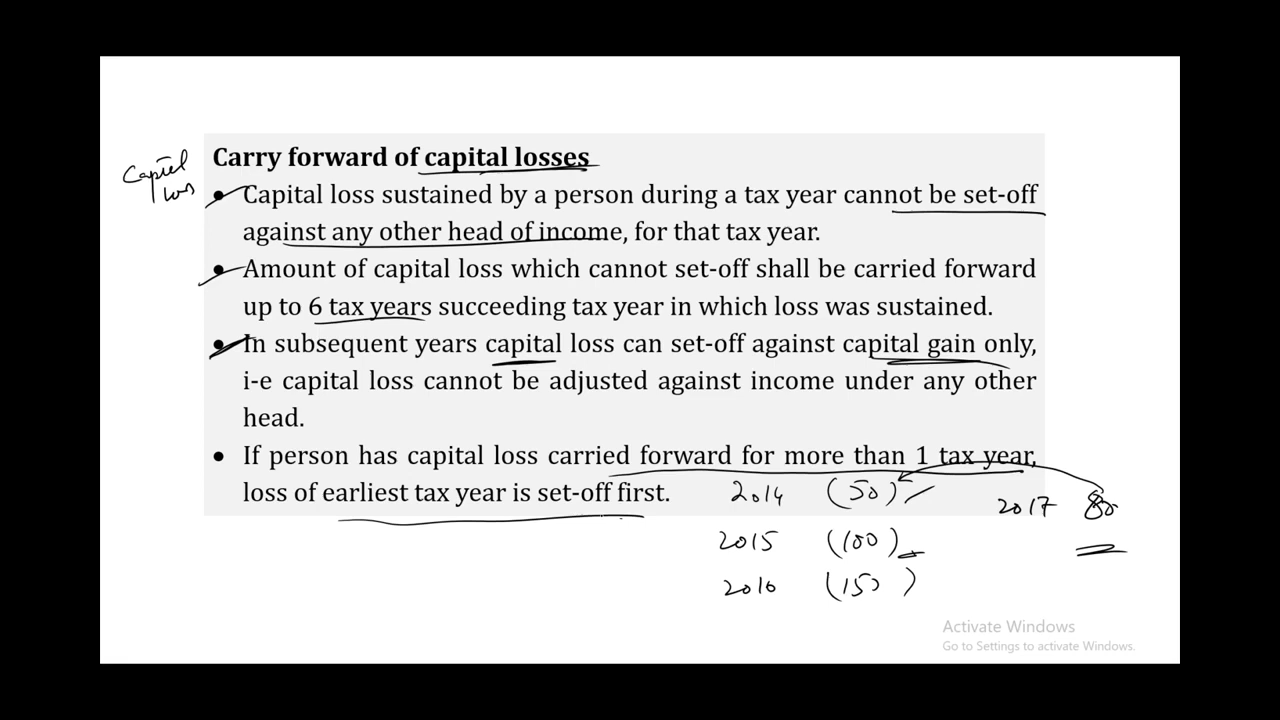 Capital loss
Carry forward of capital losses
• Capital loss sustained by a person during a tax year cannot be set-off
against any other head of income, for that tax year.
• Amount of capital loss which cannot set-off shall be carried forward
up to 6 tax years succeeding tax year in which loss was sustained.
• In subsequent years capital loss can set-off against capital gain only,
i-e capital loss cannot be adjusted against income under any other
head.
• If person has capital loss carried forward for more than 1 tax year,
loss of earliest tax year is set-off first.
2014 (50) 2017 80
2015 (100)
2016 (150)
Activate Windows
Go to Settings to activate Windows.